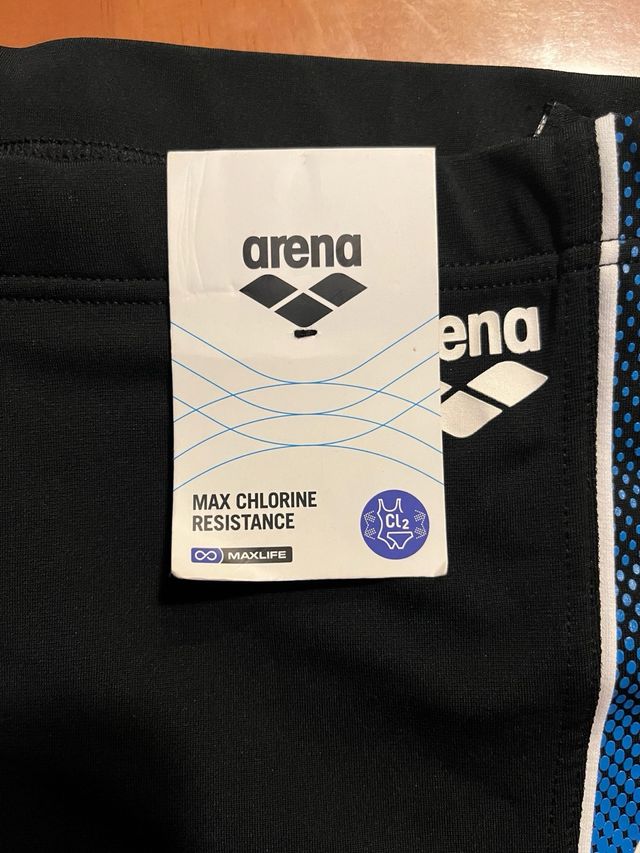 arena
ena
MAX CHLORINE
RESISTANCE
Cl2
MAXLIFE